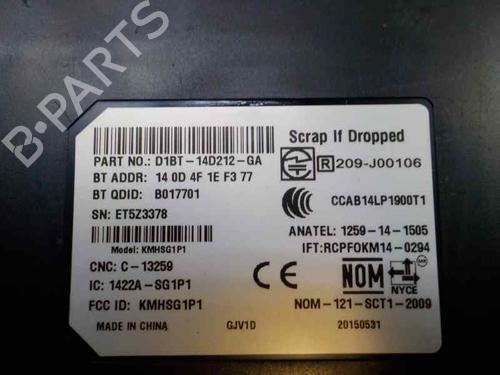 B-PARTS
Scrap If Dropped
PART NO.: D1BT-14D212-GA
R 209-J00106
BT ADDR: 14 0D 4F 1E F3 77
BT QDID: B017701
CCAB14LP1900T1
SN: ET5Z3378
ANATEL: 1259-14-1505
Model: KMHSG1P1
IFT:RCPFOKM14-0294
CNC: C-13259
IC: 1422A-SG1P1
CE
NOM
NYCE
FCC ID: KMHSG1P1
NOM-121-SCT1-2009
MADE IN CHINA
GJV1D
20150531